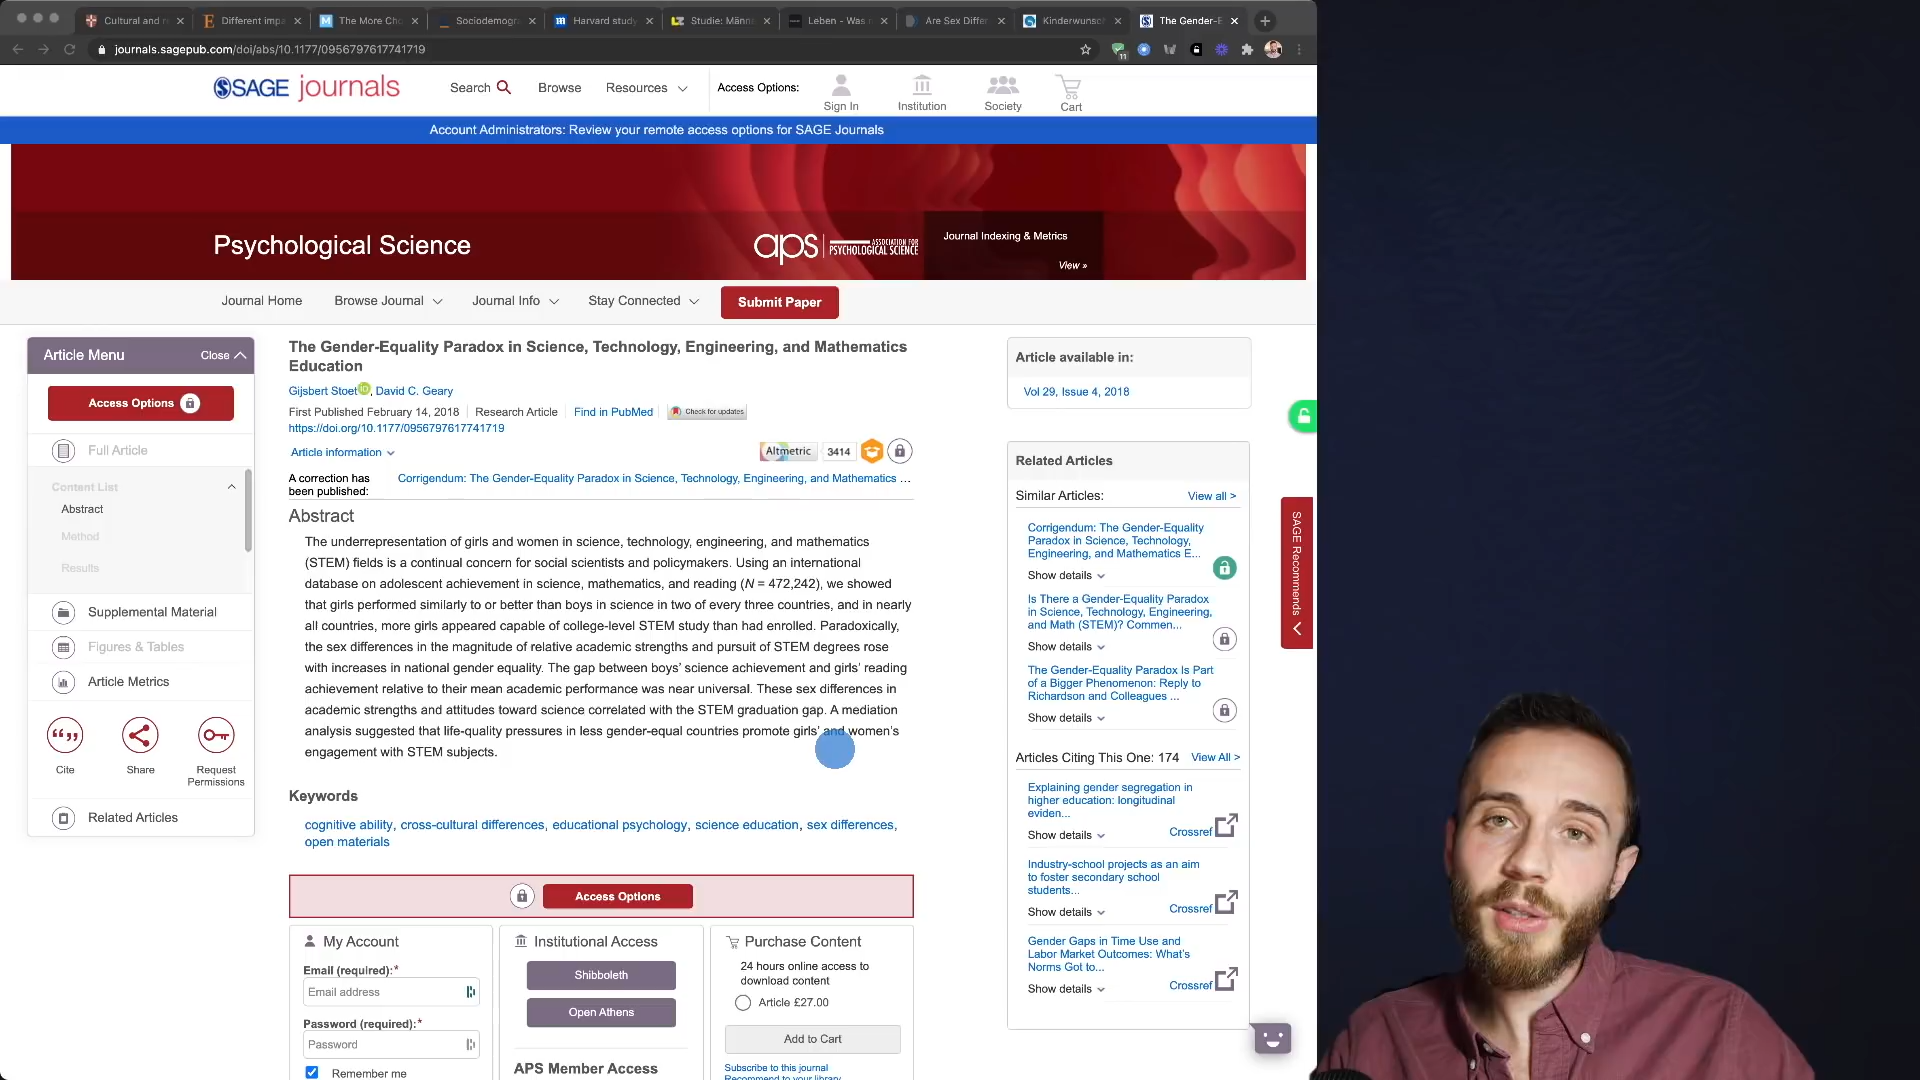 Cultural and r
Different impa
The More Cho
Sociodemogra
Harvard study
Studie: Männl
Leben - Was n
Are Sex Differ
Kinderwunsch
The Gender-E
journals.sagepub.com/doi/abs/10.1177/0956797617741719
11
SAGE journals
Search
Browse
Resources
Access Options:
Sign In
Institution
Society
Cart
Account Administrators: Review your remote access options for SAGE Journals
Psychological Science
aps
ASSOCIATION FOR
PSYCHOLOGICAL SCIENCE
Journal Indexing & Metrics
View »
Journal Home
Browse Journal
Journal Info
Stay Connected
Submit Paper
Article Menu
Close
Access Options
Full Article
Content List
Abstract
Method
Results
Supplemental Material
Figures & Tables
Article Metrics
Cite
Share
Request
Permissions
Related Articles
The Gender-Equality Paradox in Science, Technology, Engineering, and Mathematics
Education
Gijsbert Stoet iD, David C. Geary
First Published February 14, 2018 Research Article Find in PubMed Check for updates
https://doi.org/10.1177/0956797617741719
Article information
Altmetric 3414
A correction has
been published:
Corrigendum: The Gender-Equality Paradox in Science, Technology, Engineering, and Mathematics ...
Abstract
The underrepresentation of girls and women in science, technology, engineering, and mathematics
(STEM) fields is a continual concern for social scientists and policymakers. Using an international
database on adolescent achievement in science, mathematics, and reading (N = 472,242), we showed
that girls performed similarly to or better than boys in science in two of every three countries, and in nearly
all countries, more girls appeared capable of college-level STEM study than had enrolled. Paradoxically,
the sex differences in the magnitude of relative academic strengths and pursuit of STEM degrees rose
with increases in national gender equality. The gap between boys' science achievement and girls' reading
achievement relative to their mean academic performance was near universal. These sex differences in
academic strengths and attitudes toward science correlated with the STEM graduation gap. A mediation
analysis suggested that life-quality pressures in less gender-equal countries promote girls' and women's
engagement with STEM subjects.
Keywords
cognitive ability, cross-cultural differences, educational psychology, science education, sex differences,
open materials
Access Options
My Account
Email (required):*
Email address
Password (required):*
Password
Remember me
Institutional Access
Shibboleth
Open Athens
APS Member Access
Purchase Content
24 hours online access to
download content
Article £27.00
Add to Cart
Subscribe to this journal
Recommend to your library
Article available in:
Vol 29, Issue 4, 2018
Related Articles
Similar Articles:
View all >
Corrigendum: The Gender-Equality
Paradox in Science, Technology,
Engineering, and Mathematics E...
Show details
Is There a Gender-Equality Paradox
in Science, Technology, Engineering,
and Math (STEM)? Commen...
Show details
The Gender-Equality Paradox Is Part
of a Bigger Phenomenon: Reply to
Richardson and Colleagues ...
Show details
Articles Citing This One: 174
View All >
Explaining gender segregation in
higher education: longitudinal
eviden...
Show details
Crossref
Industry-school projects as an aim
to foster secondary school
students...
Show details
Crossref
Gender Gaps in Time Use and
Labor Market Outcomes: What's
Norms Got to...
Show details
Crossref
SAGE Recommends